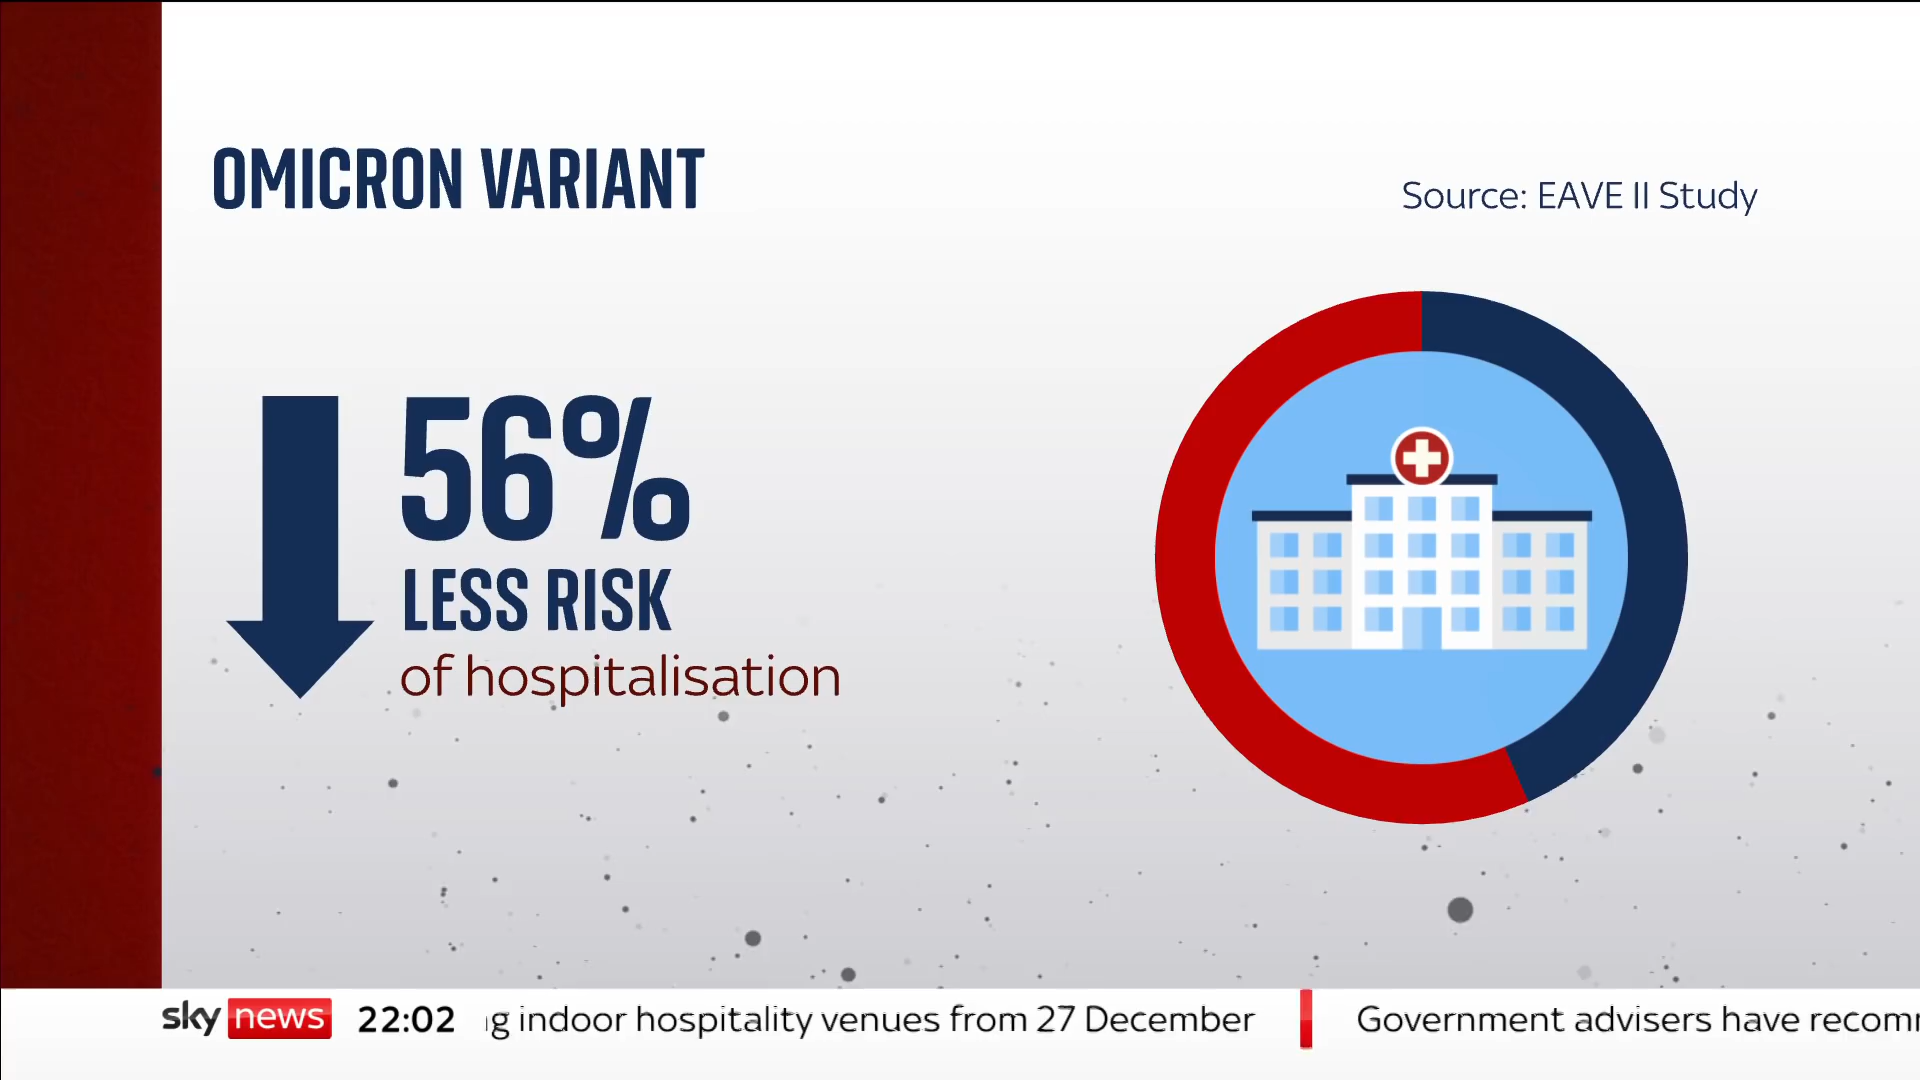 OMICRON VARIANT
Source: EAVE II Study
56%
LESS RISK
of hospitalisation
sky news 22:02 indoor hospitality venues from 27 December Government advisers have